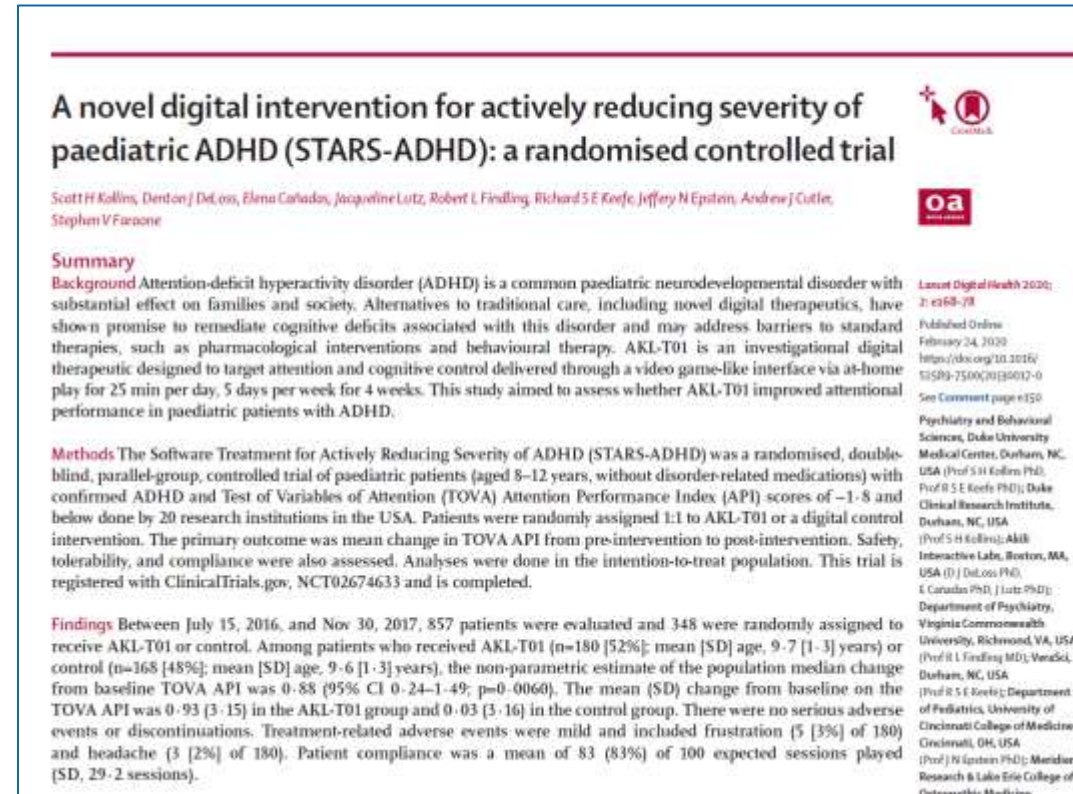 A novel digital intervention for actively reducing severity of
paediatric ADHD (STARS-ADHD): a randomised controlled trial
CrossMark
oa
Scott H Kollins, Denton J DeLoss, Elena Cañadas, Jacqueline Lutz, Robert L Findling, Richard S E Keefe, Jeffery N Epstein, Andrew J Cutler,
Stephen V Faraone
Summary
Background Attention-deficit hyperactivity disorder (ADHD) is a common paediatric neurodevelopmental disorder with
substantial effect on families and society. Alternatives to traditional care, including novel digital therapeutics, have
shown promise to remediate cognitive deficits associated with this disorder and may address barriers to standard
therapies, such as pharmacological interventions and behavioural therapy. AKL-T01 is an investigational digital
therapeutic designed to target attention and cognitive control delivered through a video game-like interface via at-home
play for 25 min per day, 5 days per week for 4 weeks. This study aimed to assess whether AKL-T01 improved attentional
performance in paediatric patients with ADHD.
Methods The Software Treatment for Actively Reducing Severity of ADHD (STARS-ADHD) was a randomised, double-
blind, parallel-group, controlled trial of paediatric patients (aged 8–12 years, without disorder-related medications) with
confirmed ADHD and Test of Variables of Attention (TOVA) Attention Performance Index (API) scores of −1·8 and
below done by 20 research institutions in the USA. Patients were randomly assigned 1:1 to AKL-T01 or a digital control
intervention. The primary outcome was mean change in TOVA API from pre-intervention to post-intervention. Safety,
tolerability, and compliance were also assessed. Analyses were done in the intention-to-treat population. This trial is
registered with ClinicalTrials.gov, NCT02674633 and is completed.
Findings Between July 15, 2016, and Nov 30, 2017, 857 patients were evaluated and 348 were randomly assigned to
receive AKL-T01 or control. Among patients who received AKL-T01 (n=180 [52%]; mean [SD] age, 9·7 [1·3] years) or
control (n=168 [48%]; mean [SD] age, 9·6 [1·3] years), the non-parametric estimate of the population median change
from baseline TOVA API was 0·88 (95% CI 0·24–1·49; p=0·0060). The mean (SD) change from baseline on the
TOVA API was 0·93 (3·15) in the AKL-T01 group and 0·03 (3·16) in the control group. There were no serious adverse
events or discontinuations. Treatment-related adverse events were mild and included frustration (5 [3%] of 180)
and headache (3 [2%] of 180). Patient compliance was a mean of 83 (83%) of 100 expected sessions played
(SD, 29·2 sessions).
Lancet Digital Health 2020;
2: e168–78
Published Online
February 24, 2020
https://doi.org/10.1016/
S2589-7500(20)30017-0
See Comment page e150
Psychiatry and Behavioral
Sciences, Duke University
Medical Center, Durham, NC,
USA (Prof S H Kollins PhD,
Prof R S E Keefe PhD); Duke
Clinical Research Institute,
Durham, NC, USA
(Prof S H Kollins); Akili
Interactive Labs, Boston, MA,
USA (D J DeLoss PhD,
E Cañadas PhD, J Lutz PhD);
Department of Psychiatry,
Virginia Commonwealth
University, Richmond, VA, USA
(Prof R L Findling MD); VeraSci,
Durham, NC, USA
(Prof R S E Keefe); Department
of Pediatrics, University of
Cincinnati College of Medicine,
Cincinnati, OH, USA
(Prof J N Epstein PhD); Meridien
Research & Lake Erie College of
Osteopathic Medicine